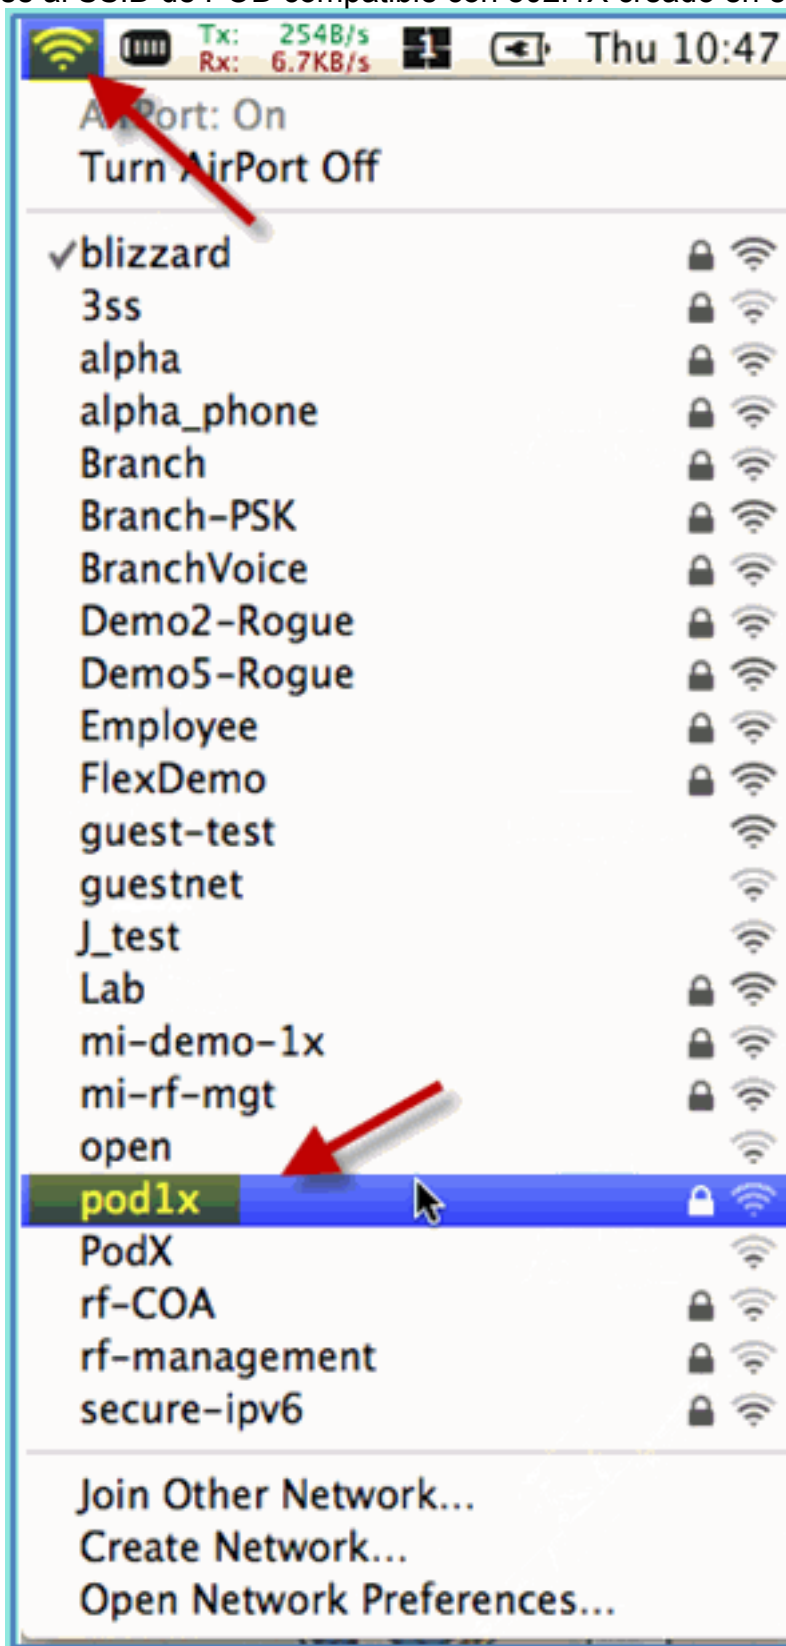 Tx: 254B/s
Rx: 6.7KB/s
1
Thu 10:47
AirPort: On
Turn AirPort Off
blizzard
3ss
alpha
alpha_phone
Branch
Branch-PSK
BranchVoice
Demo2-Rogue
Demo5-Rogue
Employee
FlexDemo
guest-test
guestnet
J_test
Lab
mi-demo-1x
mi-rf-mgt
open
pod1x
PodX
rf-COA
rf-management
secure-ipv6
Join Other Network...
Create Network...
Open Network Preferences...